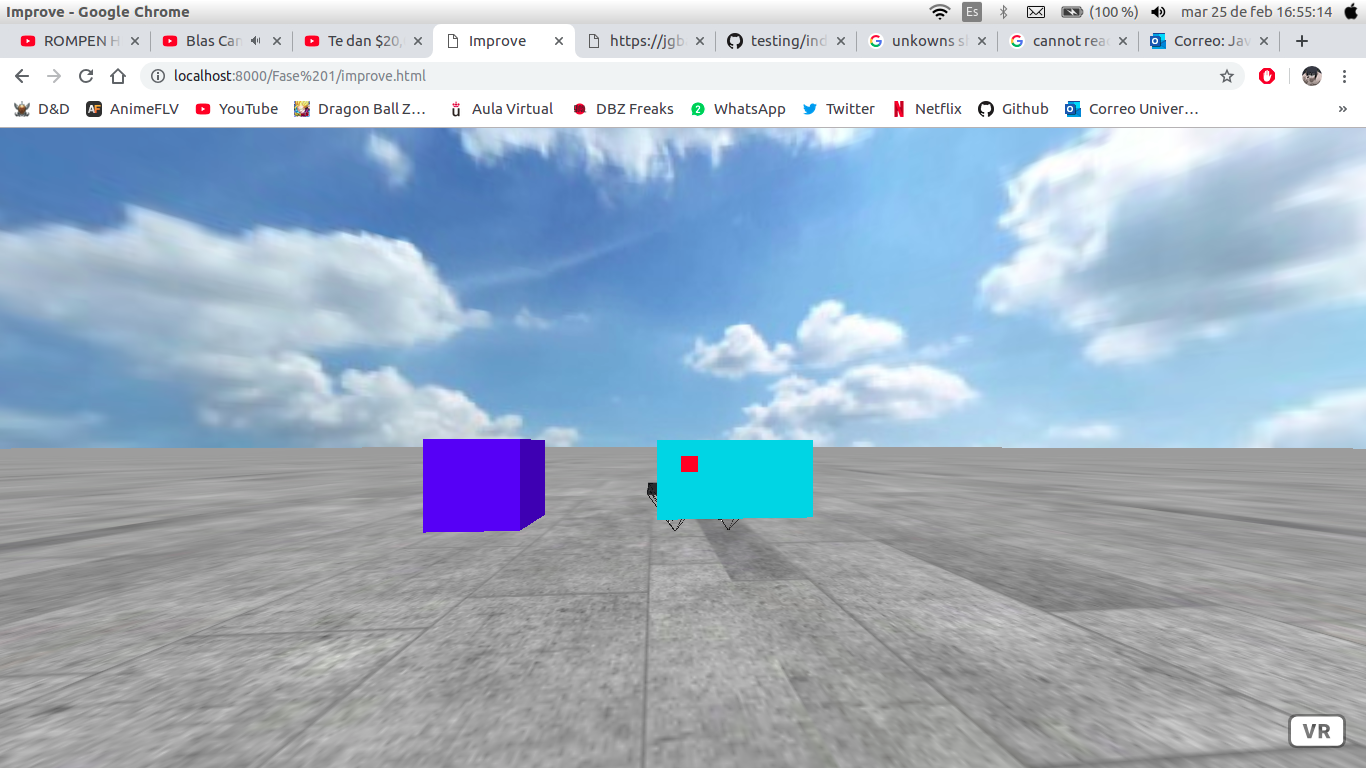 Improve - Google Chrome
Es
(100 %)
mar 25 de feb 16:55:14
ROMPEN H
Blas Can
Te dan $20,
Improve
https://jgb
testing/ind
unkowns s
cannot rea
Correo: Jav
localhost:8000/Fase%201/improve.html
D&D
AnimeFLV
YouTube
Dragon Ball Z…
Aula Virtual
DBZ Freaks
WhatsApp
Twitter
Netflix
Github
Correo Univer…
»
VR